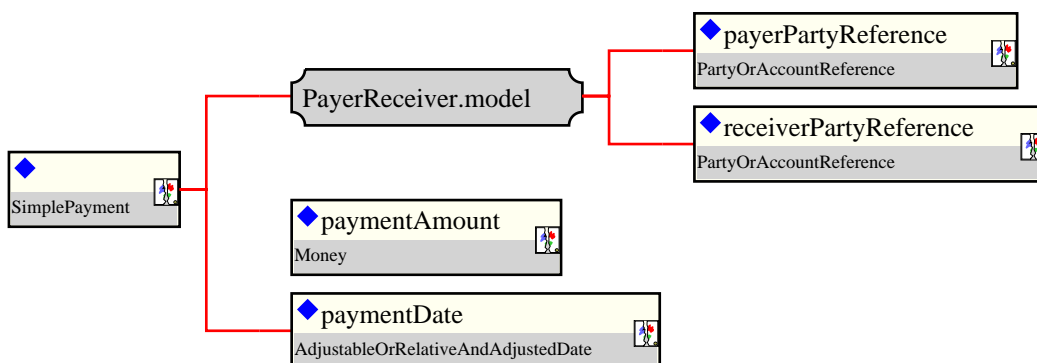 payerPartyReference
PartyOrAccountReference
PayerReceiver.model
receiverPartyReference
PartyOrAccountReference
SimplePayment
paymentAmount
Money
paymentDate
AdjustableOrRelativeAndAdjustedDate